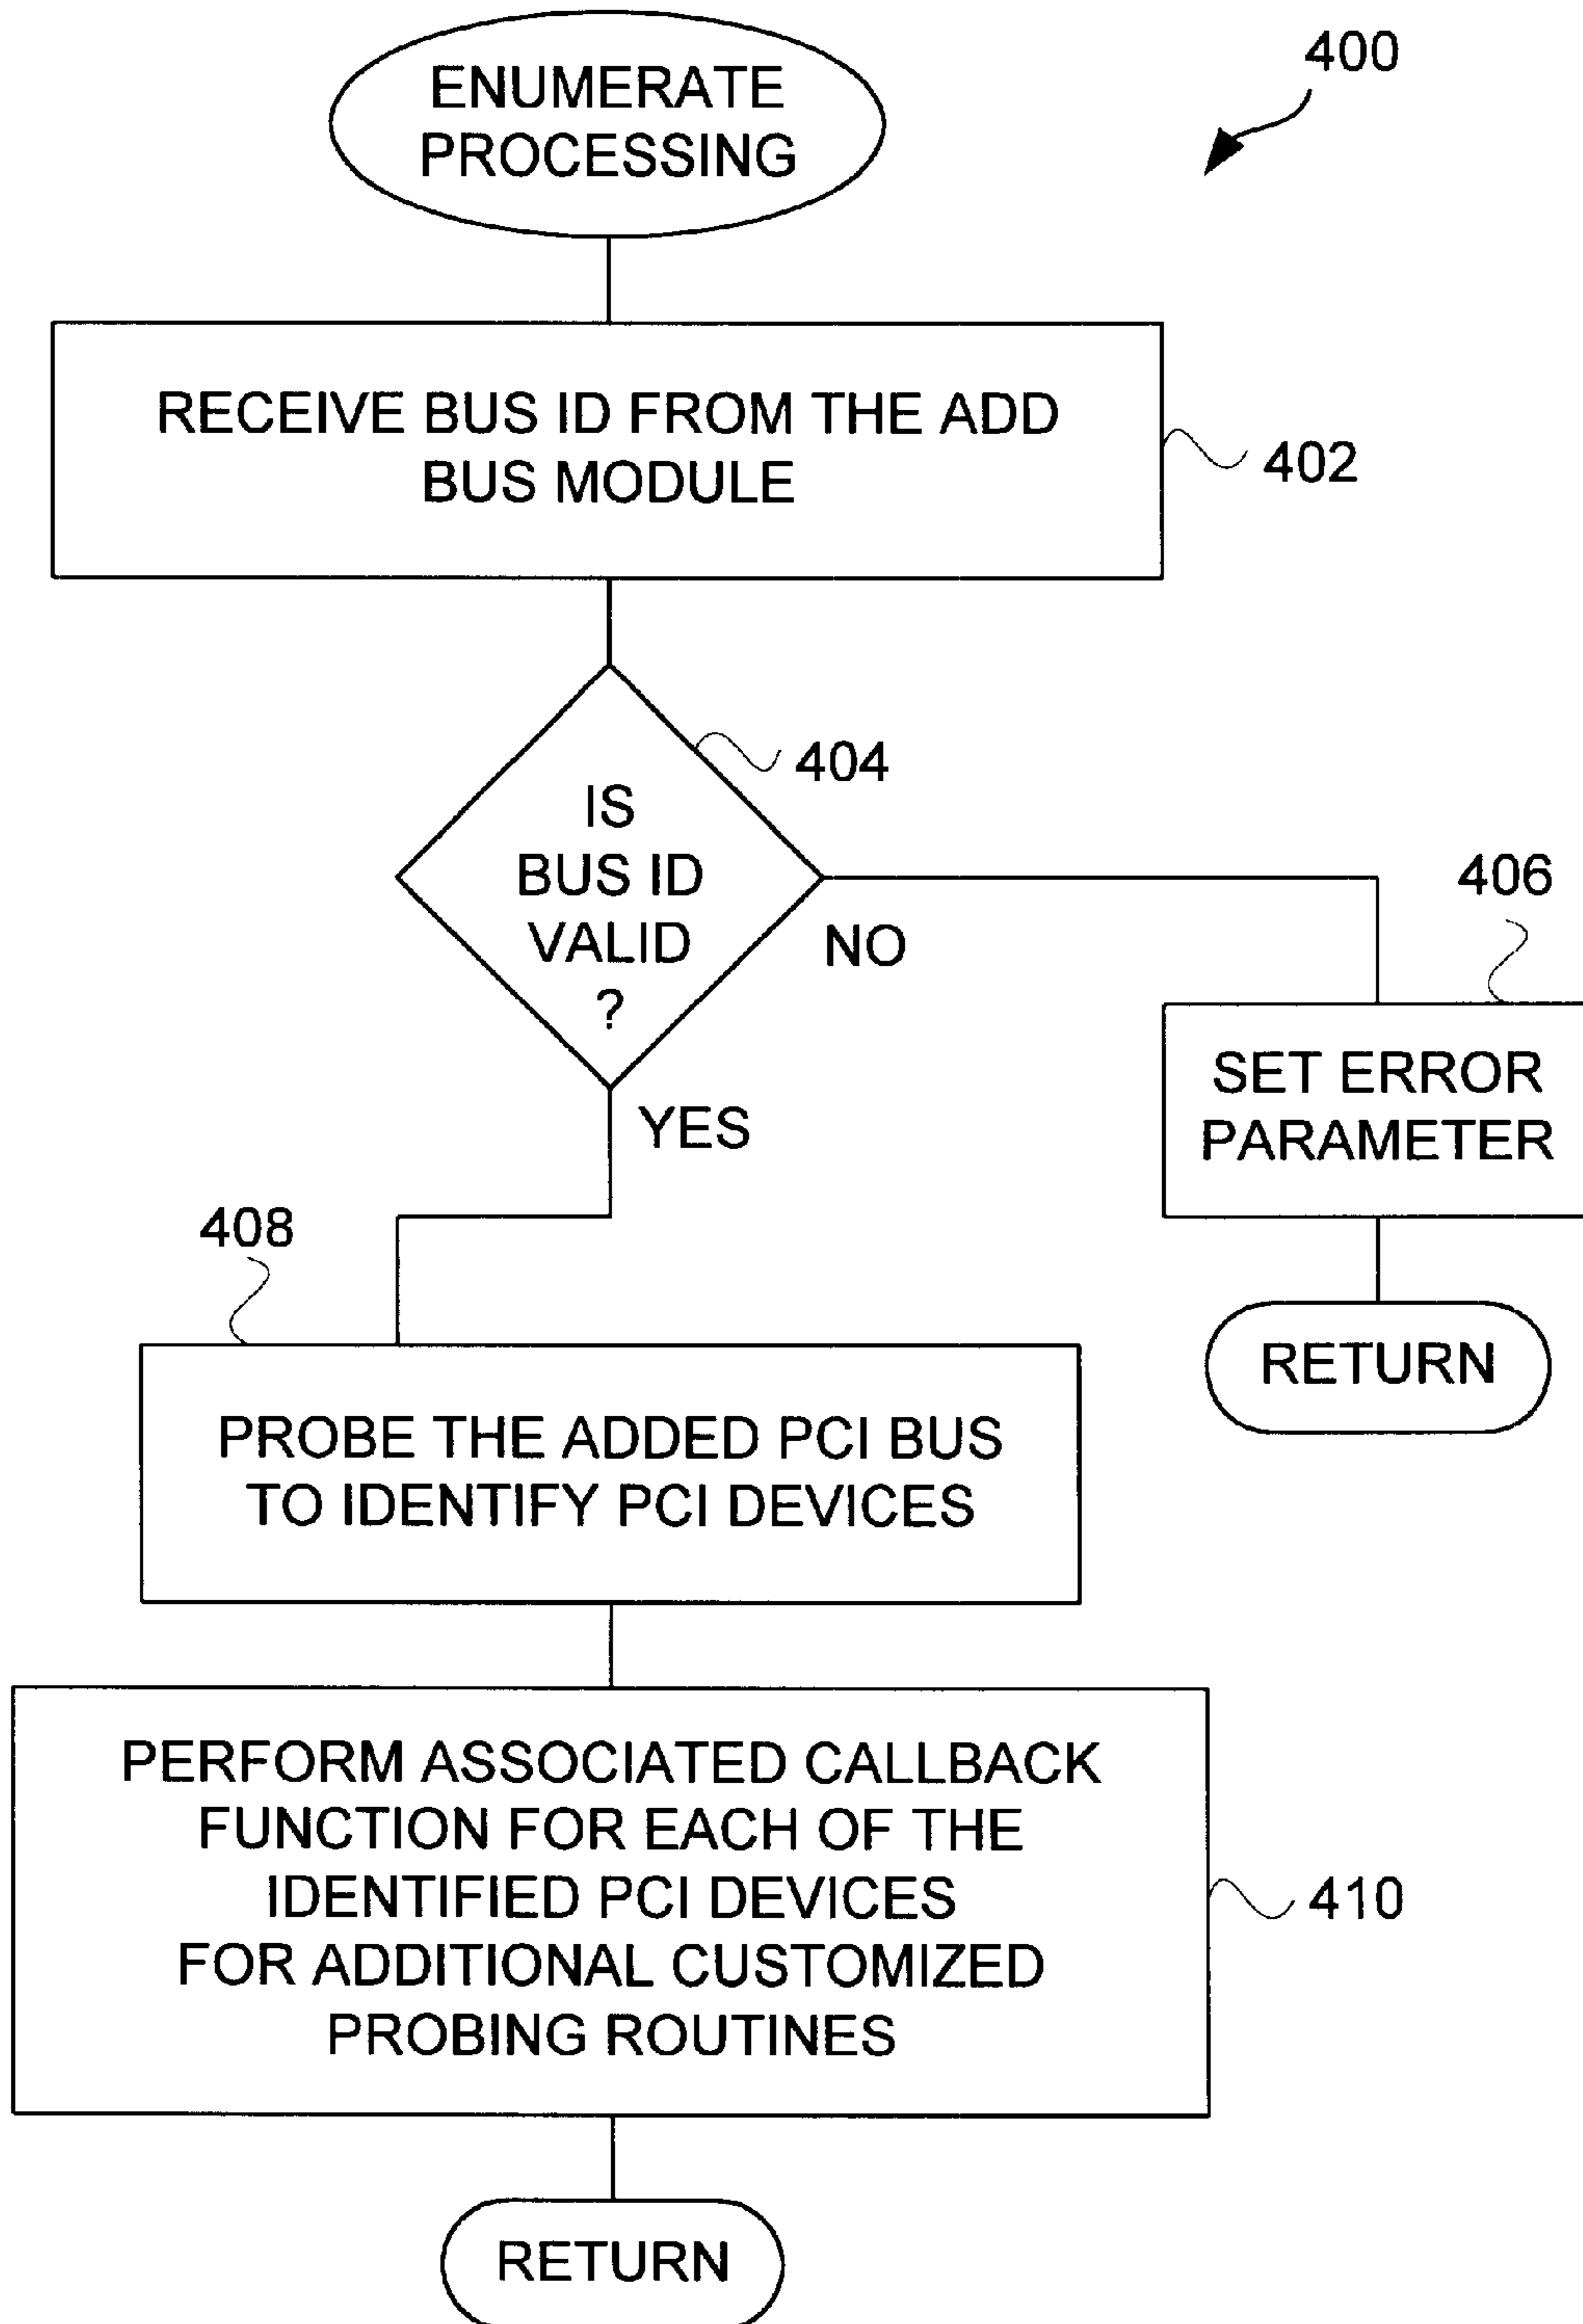 ENUMERATE
PROCESSING
400
RECEIVE BUS ID FROM THE ADD
BUS MODULE
402
404
IS
BUS ID
VALID
?
NO
406
SET ERROR
PARAMETER
YES
RETURN
408
PROBE THE ADDED PCI BUS
TO IDENTIFY PCI DEVICES
PERFORM ASSOCIATED CALLBACK
FUNCTION FOR EACH OF THE
IDENTIFIED PCI DEVICES
FOR ADDITIONAL CUSTOMIZED
PROBING ROUTINES
410
RETURN